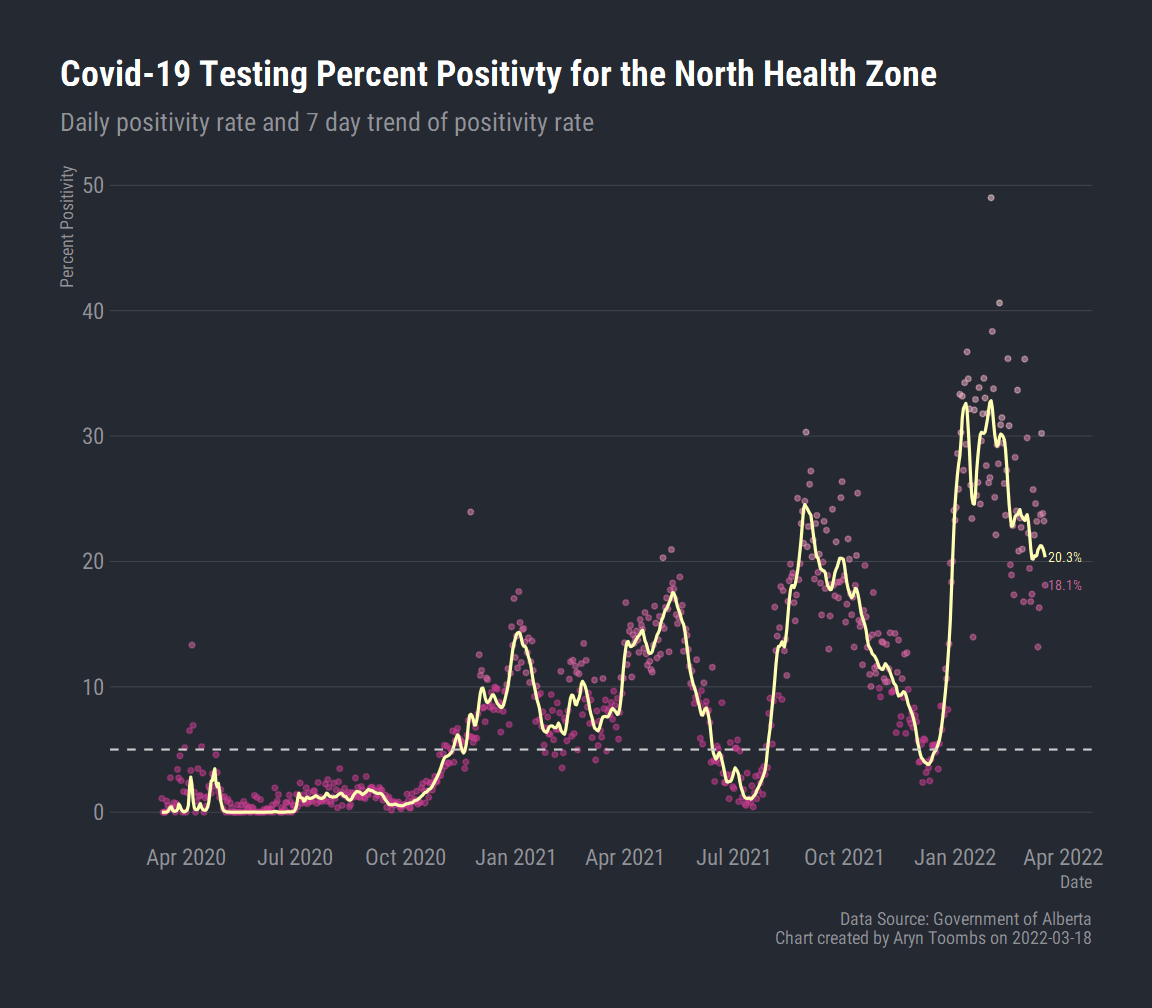 Covid-19 Testing Percent Positivty for the North Health Zone
Daily positivity rate and 7 day trend of positivity rate
Percent Positivity
50
40
30
20
10
0
20.3%
18.1%
Apr 2020 Jul 2020 Oct 2020 Jan 2021 Apr 2021 Jul 2021 Oct 2021 Jan 2022 Apr 2022
Date
Data Source: Government of Alberta
Chart created by Aryn Toombs on 2022-03-18